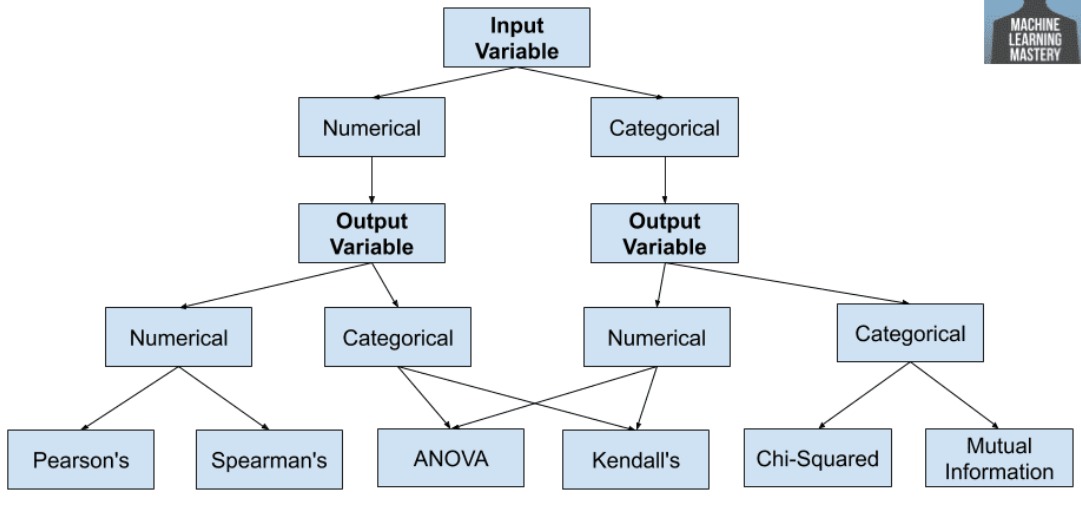 Input
Variable
MACHINE
LEARNING
MASTERY
Numerical
Categorical
Output
Variable
Output
Variable
Numerical
Categorical
Numerical
Categorical
Pearson's
Spearman's
ANOVA
Kendall's
Chi-Squared
Mutual
Information